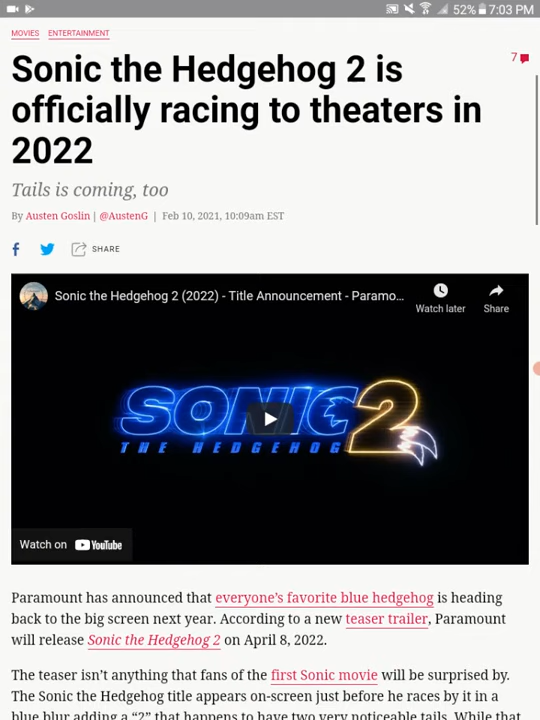 52% 7:03 PM
MOVIES ENTERTAINMENT
Sonic the Hedgehog 2 is
officially racing to theaters in
2022
7
Tails is coming, too
By Austen Goslin | @AustenG | Feb 10, 2021, 10:09am EST
SHARE
Sonic the Hedgehog 2 (2022) - Title Announcement - Paramo...
Watch later
Share
SONIC 2
THE HEDGEHOG
Watch on YouTube
Paramount has announced that everyone's favorite blue hedgehog is heading
back to the big screen next year. According to a new teaser trailer, Paramount
will release Sonic the Hedgehog 2 on April 8, 2022.
The teaser isn't anything that fans of the first Sonic movie will be surprised by.
The Sonic the Hedgehog title appears on-screen just before he races by it in a
blue blur adding a “2” that happens to have two very noticeable tails. While that